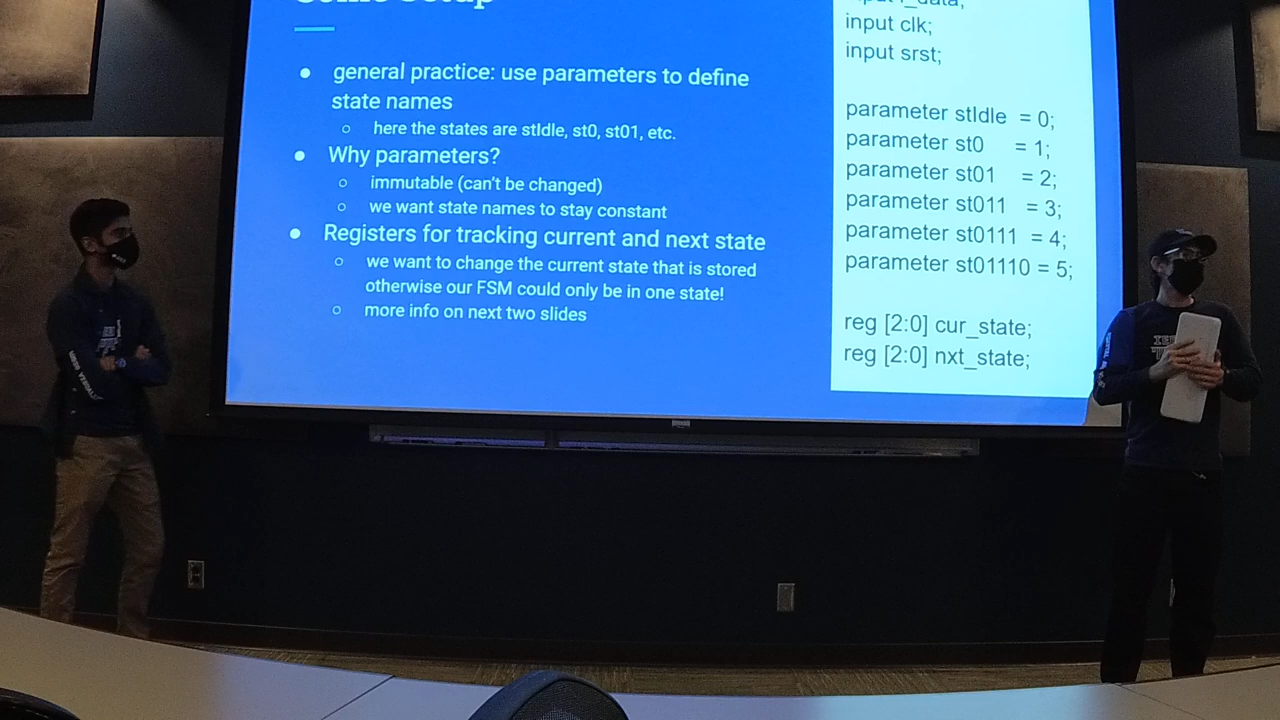 general practice: use parameters to define
state names
here the states are stIdle, st0, st01, etc.
Why parameters?
immutable (can't be changed)
we want state names to stay constant
Registers for tracking current and next state
we want to change the current state that is stored
otherwise our FSM could only be in one state!
more info on next two slides
input clk;
input srst;
parameter stIdle = 0;
parameter st0 = 1;
parameter st01 = 2;
parameter st011 = 3;
parameter st0111 = 4;
parameter st01110 = 5;
reg [2:0] cur_state;
reg [2:0] nxt_state;